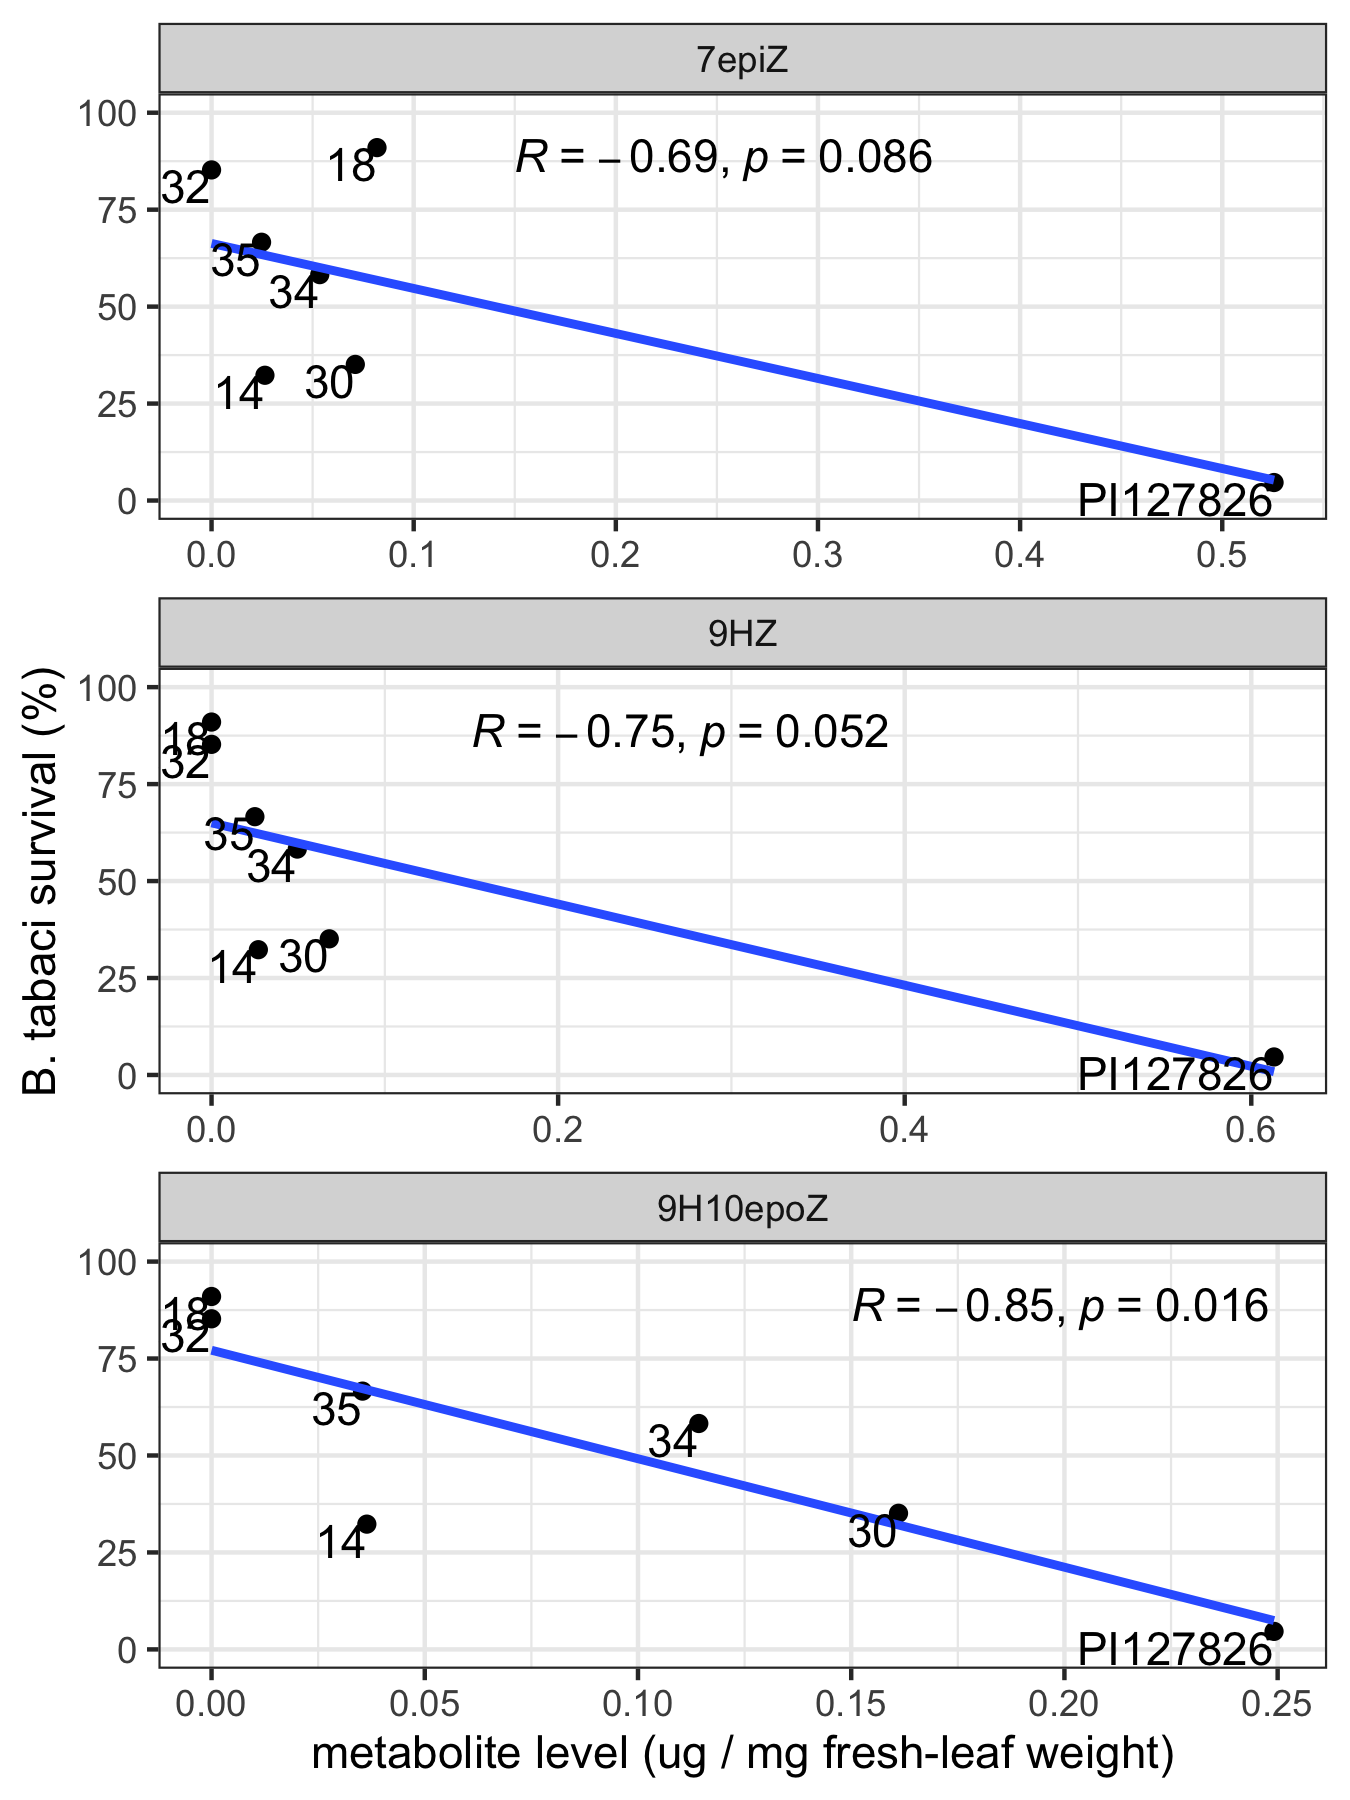 7epiZ
100
75
50
25
0
R = −0.69, p = 0.086
18
32
35
34
14
30
PI127826
0.0 0.1 0.2 0.3 0.4 0.5
9HZ
100
75
50
25
0
R = −0.75, p = 0.052
18
32
35
34
14
30
PI127826
0.0 0.2 0.4 0.6
9H10epoZ
100
75
50
25
0
R = −0.85, p = 0.016
18
32
35
34
14
30
PI127826
0.00 0.05 0.10 0.15 0.20 0.25
B. tabaci survival (%)
metabolite level (ug / mg fresh-leaf weight)